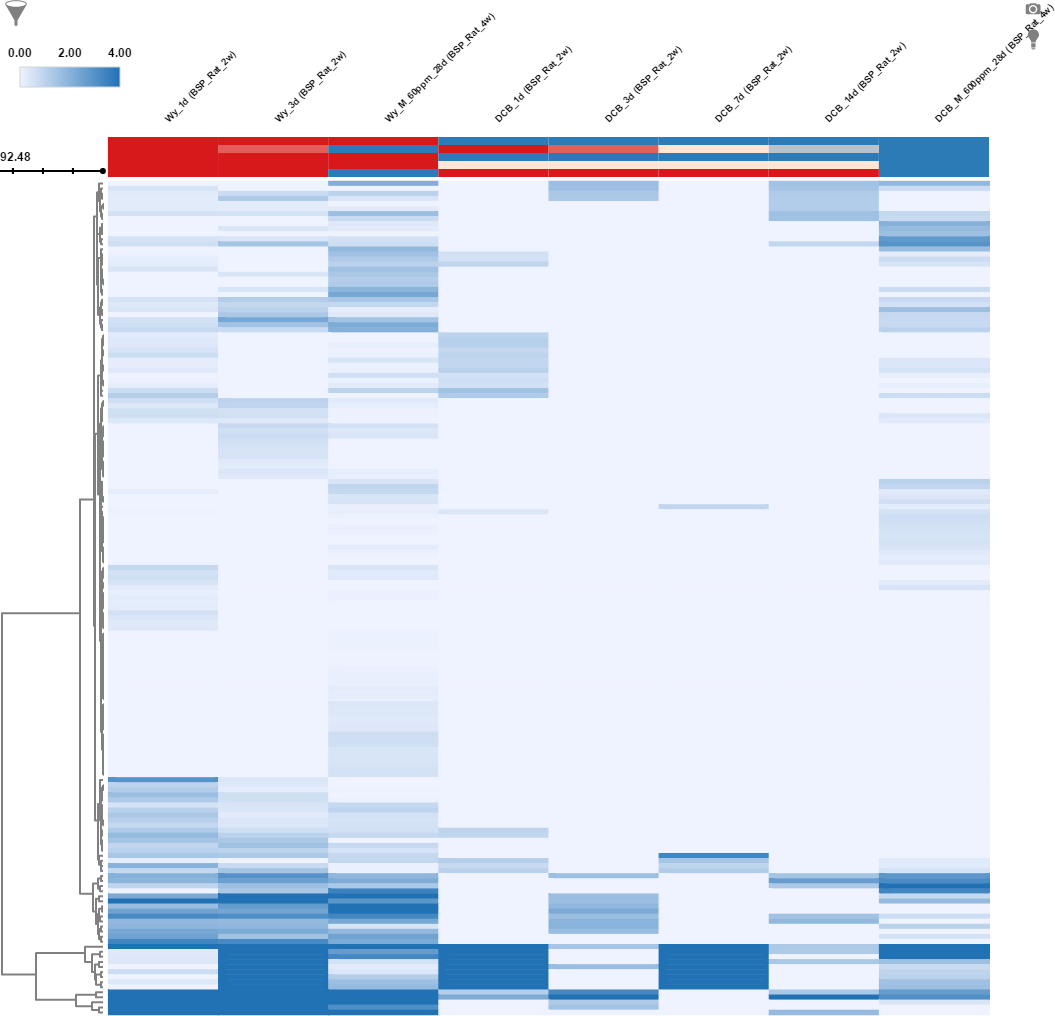 0.00 2.00 4.00
Wy_1d (BSP_Rat_2w)
Wy_3d (BSP_Rat_2w)
Wy_M_60ppm_28d (BSP_Rat_4w)
DCB_1d (BSP_Rat_2w)
DCB_3d (BSP_Rat_2w)
DCB_7d (BSP_Rat_2w)
DCB_14d (BSP_Rat_2w)
DCB_M_600ppm_28d (BSP_Rat_4w)
92.48